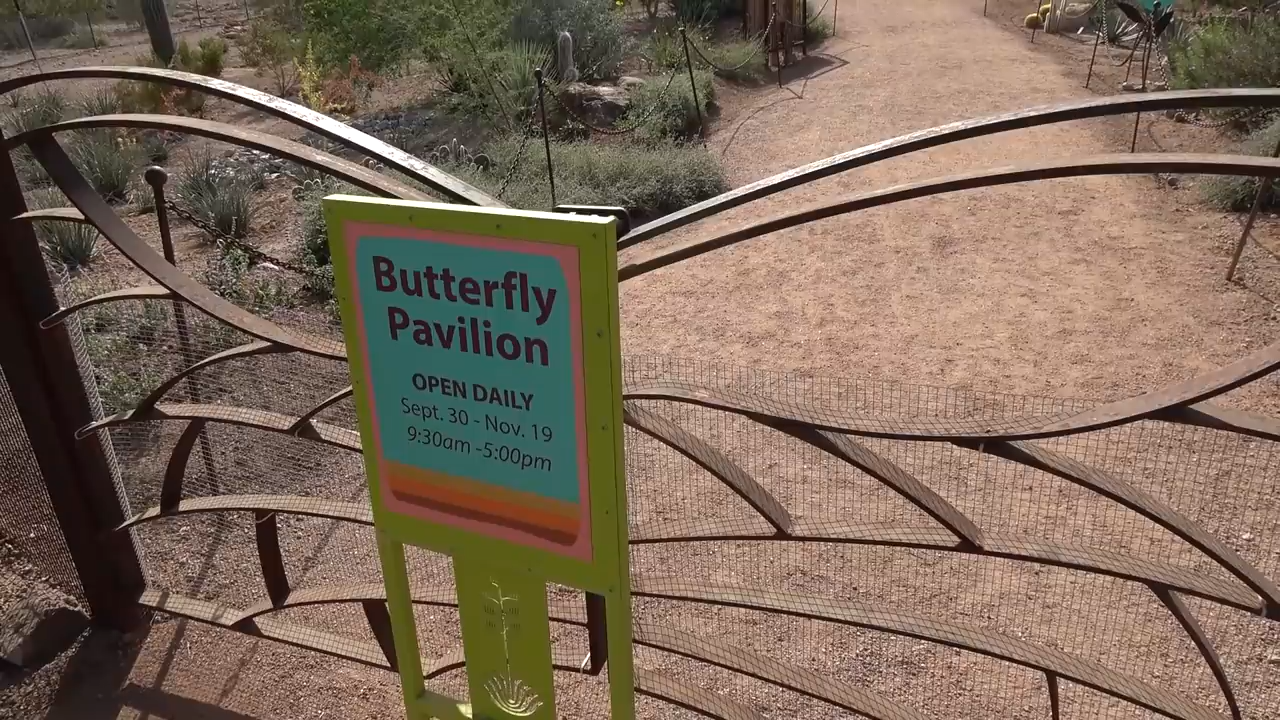 Butterfly
Pavilion
OPEN DAILY
Sept. 30 - Nov. 19
9:30am -5:00pm